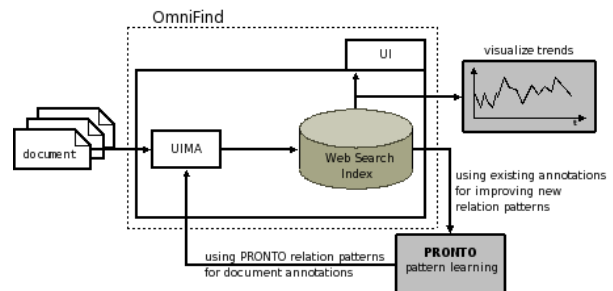 OmniFind
UI
visualize trends
t
document
UIMA
Web Search
Index
using existing annotations
for improving new
relation patterns
using PRONTO relation patterns
for document annotations
PRONTO
pattern learning